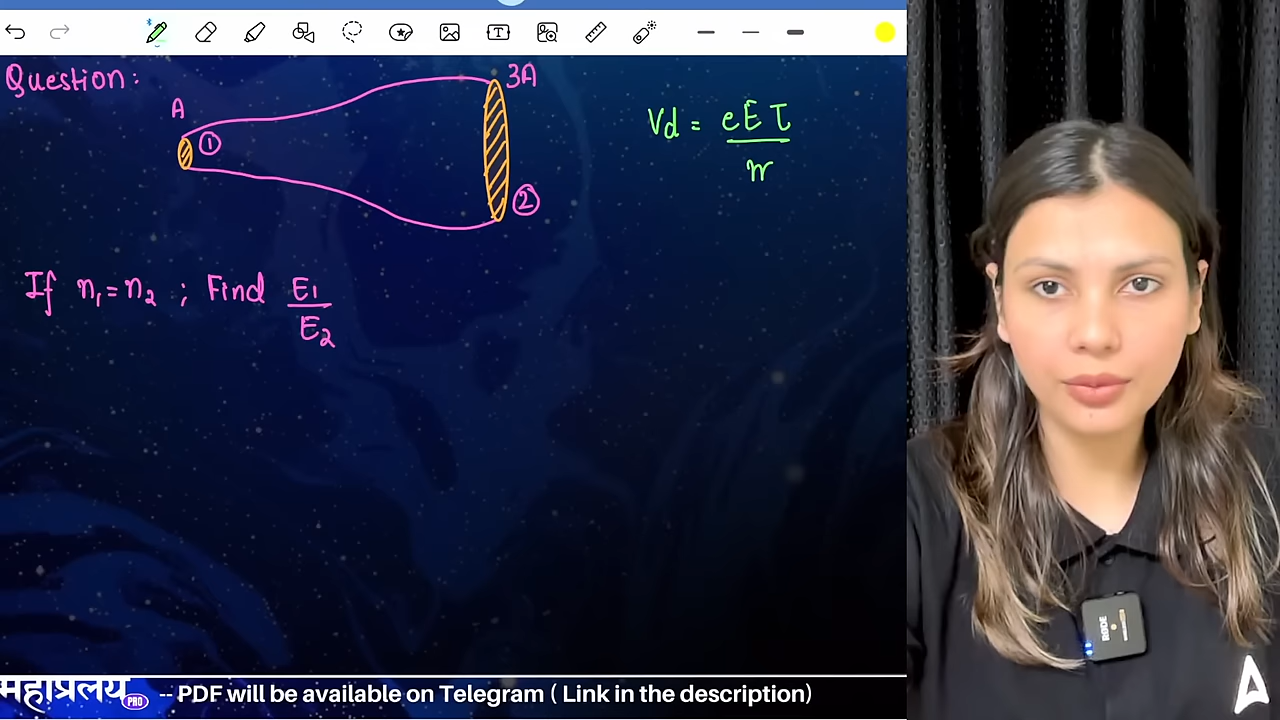 Question:
A
①
3A
②
Vd = eEτ
m
If n₁=n₂ ; Find E₁
E₂
महाप्रलय PRO -- PDF will be available on Telegram ( Link in the description)
RØDE